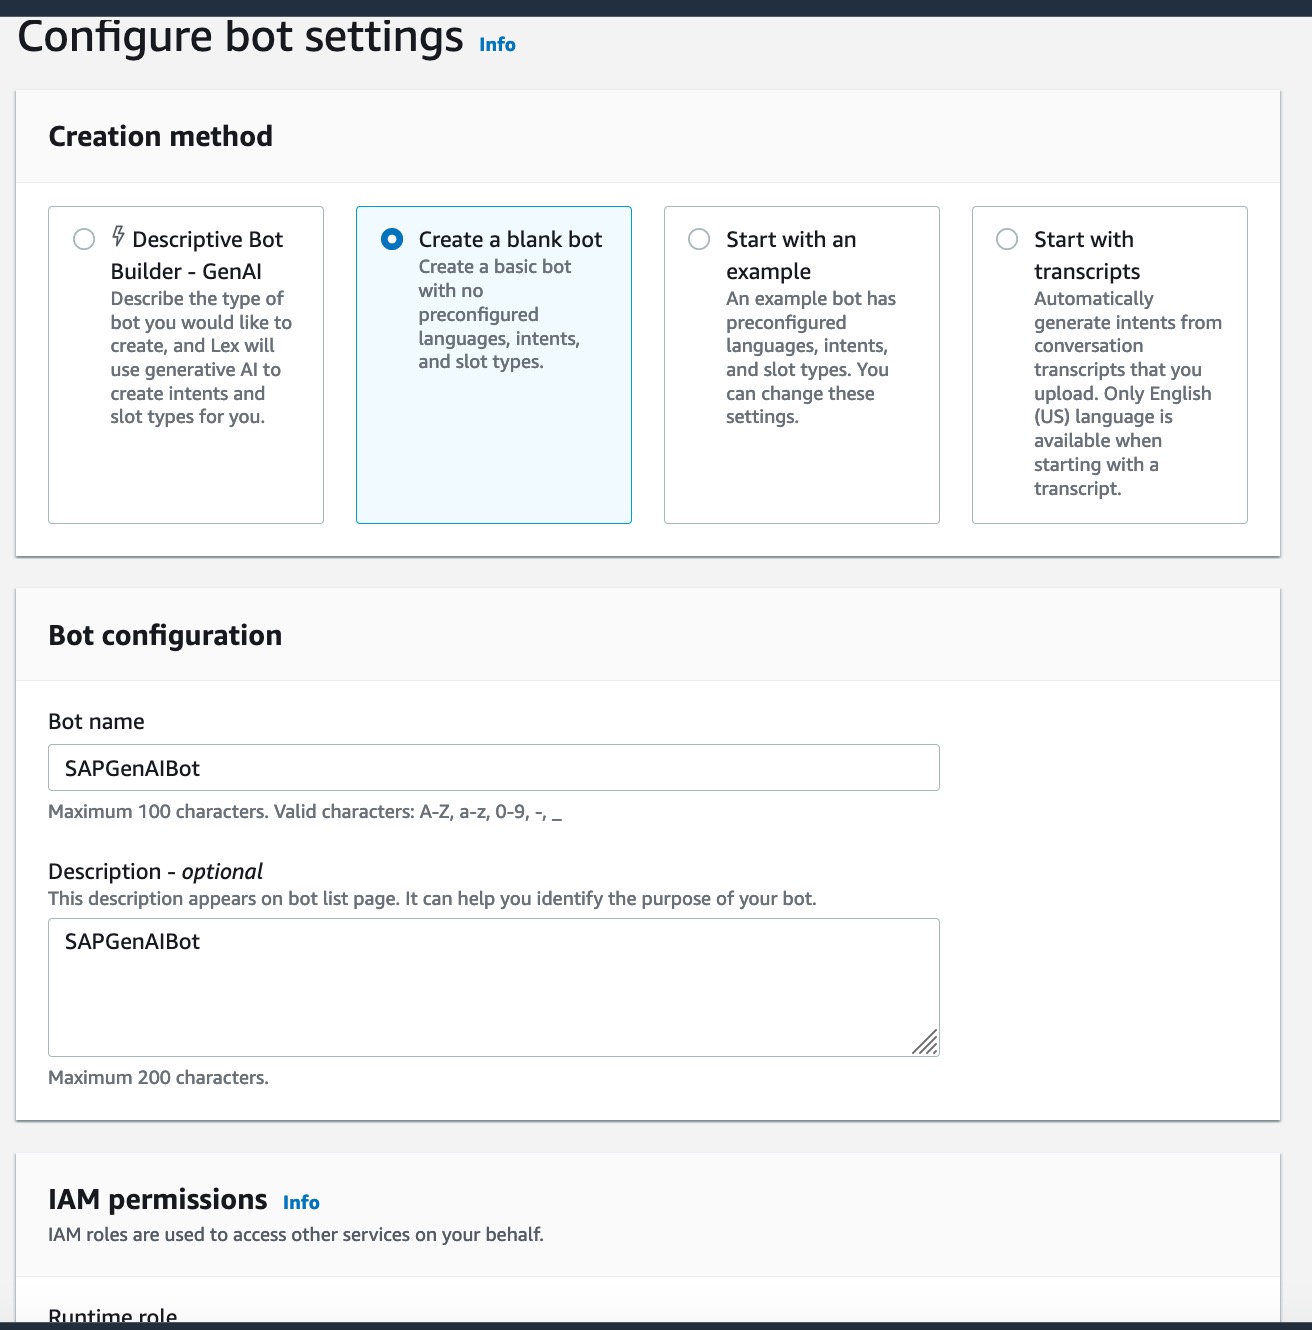 Configure bot settings Info
Creation method
Descriptive Bot
Builder - GenAI
Describe the type of
bot you would like to
create, and Lex will
use generative AI to
create intents and
slot types for you.
Create a blank bot
Create a basic bot
with no
preconfigured
languages, intents,
and slot types.
Start with an
example
An example bot has
preconfigured
languages, intents,
and slot types. You
can change these
settings.
Start with
transcripts
Automatically
generate intents from
conversation
transcripts that you
upload. Only English
(US) language is
available when
starting with a
transcript.
Bot configuration
Bot name
SAPGenAIBot
Maximum 100 characters. Valid characters: A-Z, a-z, 0-9, -, _
Description - optional
This description appears on bot list page. It can help you identify the purpose of your bot.
SAPGenAIBot
Maximum 200 characters.
IAM permissions Info
IAM roles are used to access other services on your behalf.
Runtime role